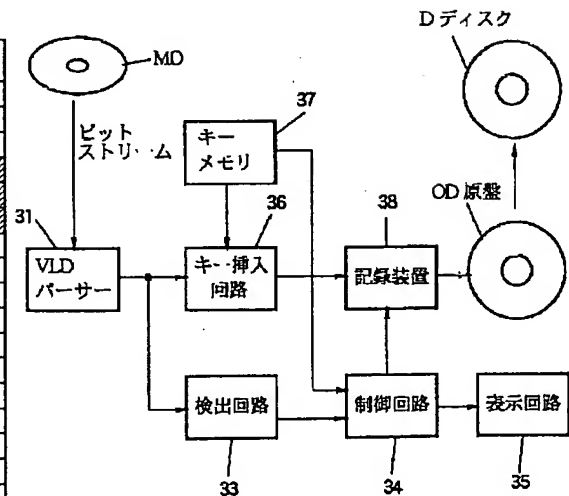 Dディスク
MD
ビット
ストリーム
37
キー
メモリ
OD 原盤
31
36
38
VLD
パーサー
キー挿入
回路
記録装置
検出回路
制御回路
表示回路
33
34
35